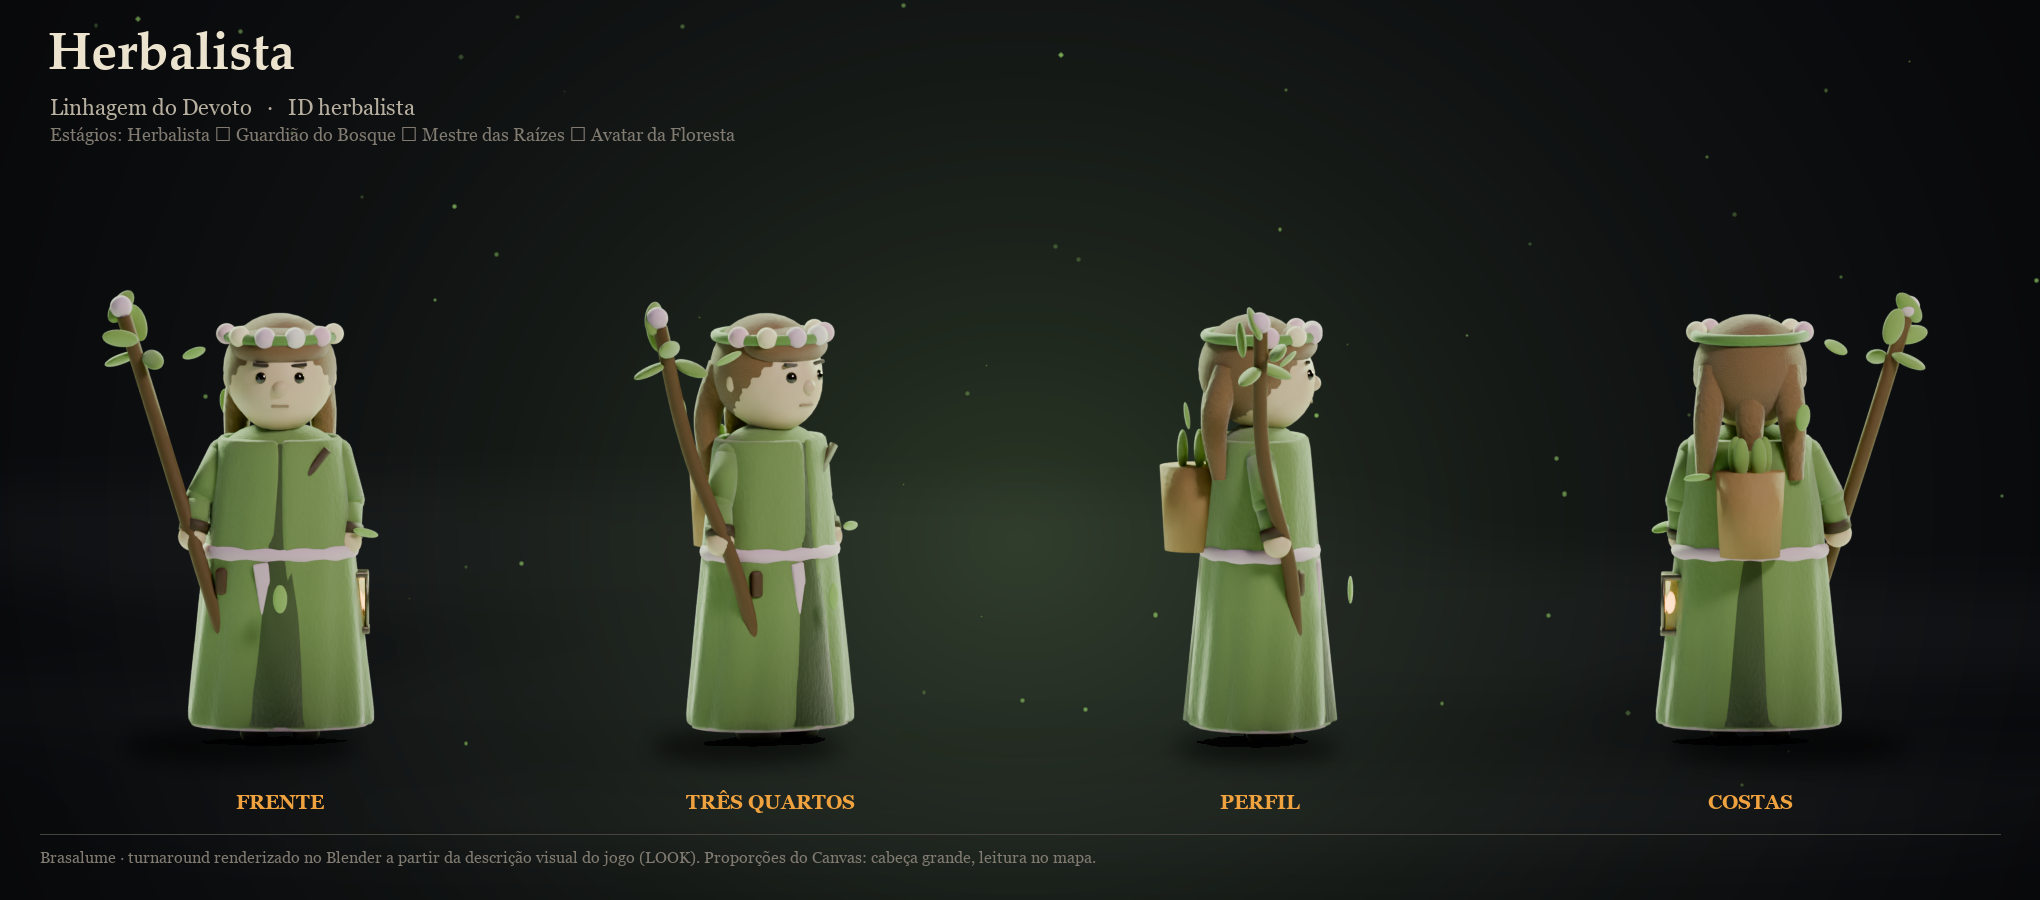 Herbalista
Linhagem do Devoto · ID herbalista
Estágios: Herbalista □ Guardião do Bosque □ Mestre das Raízes □ Avatar da Floresta
FRENTE
TRÊS QUARTOS
PERFIL
COSTAS
Brasalume · turnaround renderizado no Blender a partir da descrição visual do jogo (LOOK). Proporções do Canvas: cabeça grande, leitura no mapa.